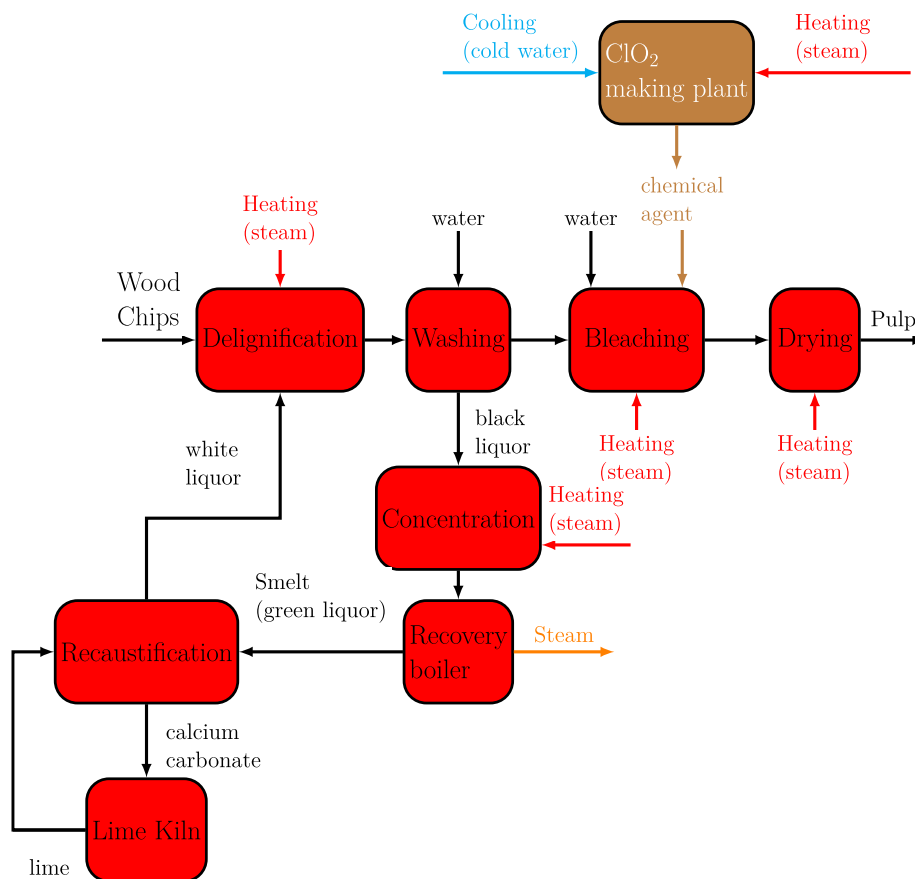 Cooling
(cold water)
ClO₂
making plant
Heating
(steam)
chemical
agent
Heating
(steam)
water
water
Wood
Chips
Delignification
Washing
Bleaching
Drying
Pulp
white
liquor
black
liquor
Heating
(steam)
Heating
(steam)
Concentration
Heating
(steam)
Smelt
(green liquor)
Recaustification
Recovery
boiler
Steam
calcium
carbonate
Lime Kiln
lime